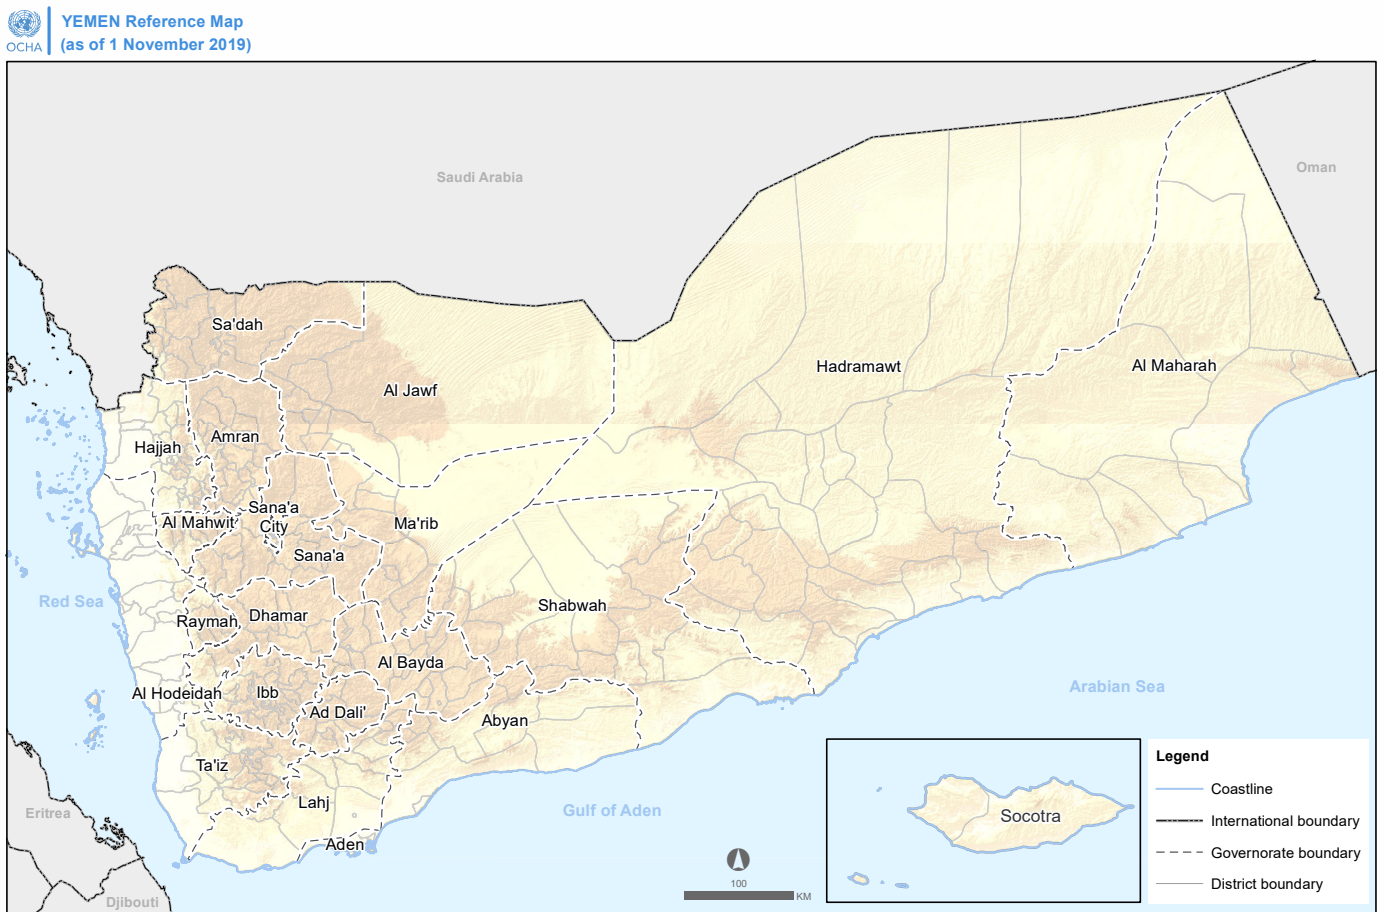 YEMEN Reference Map
OCHA
(as of 1 November 2019)
Saudi Arabia
Oman
Sa'dah
Hadramawt
Al Maharah
Al Jawf
Amran
Hajjah
Sana'a
City
Al Mahwit
Ma'rib
Sana'a
Red Sea
Shabwah
Dhamar
Raymah
Al Bayda
Arabian Sea
Al Hodeidah
Ibb
Ad Dali'
Abyan
Ta'iz
Lahj
Gulf of Aden
Eritrea
Aden
Djibouti
100
KM
Socotra
Legend
Coastline
International boundary
Governorate boundary
District boundary